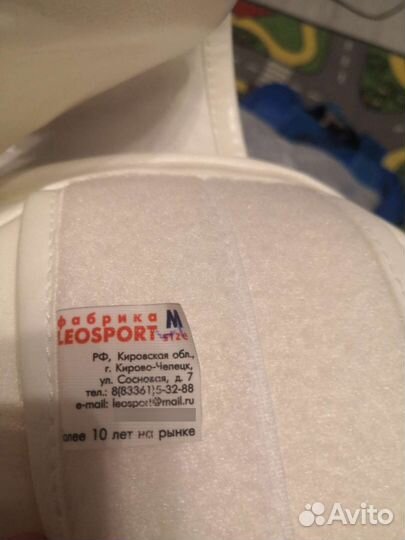 фабрика M
LEOSPORT size
РФ, Кировская обл.,
г. Кирово-Чепецк,
ул. Сосновая, д. 7
тел.: 8(83361)5-32-88
e-mail: leosport@mail.ru
более 10 лет на рынке
Avito